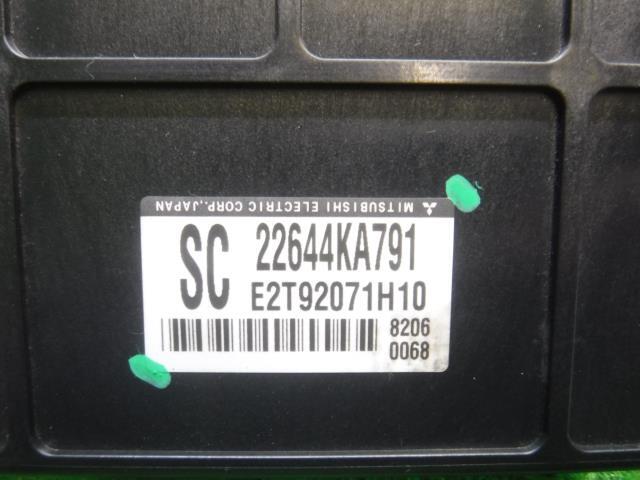 MITSUBISHI ELECTRIC CORP.,JAPAN
SC 22644KA791
E2T92071H10
8206
0068